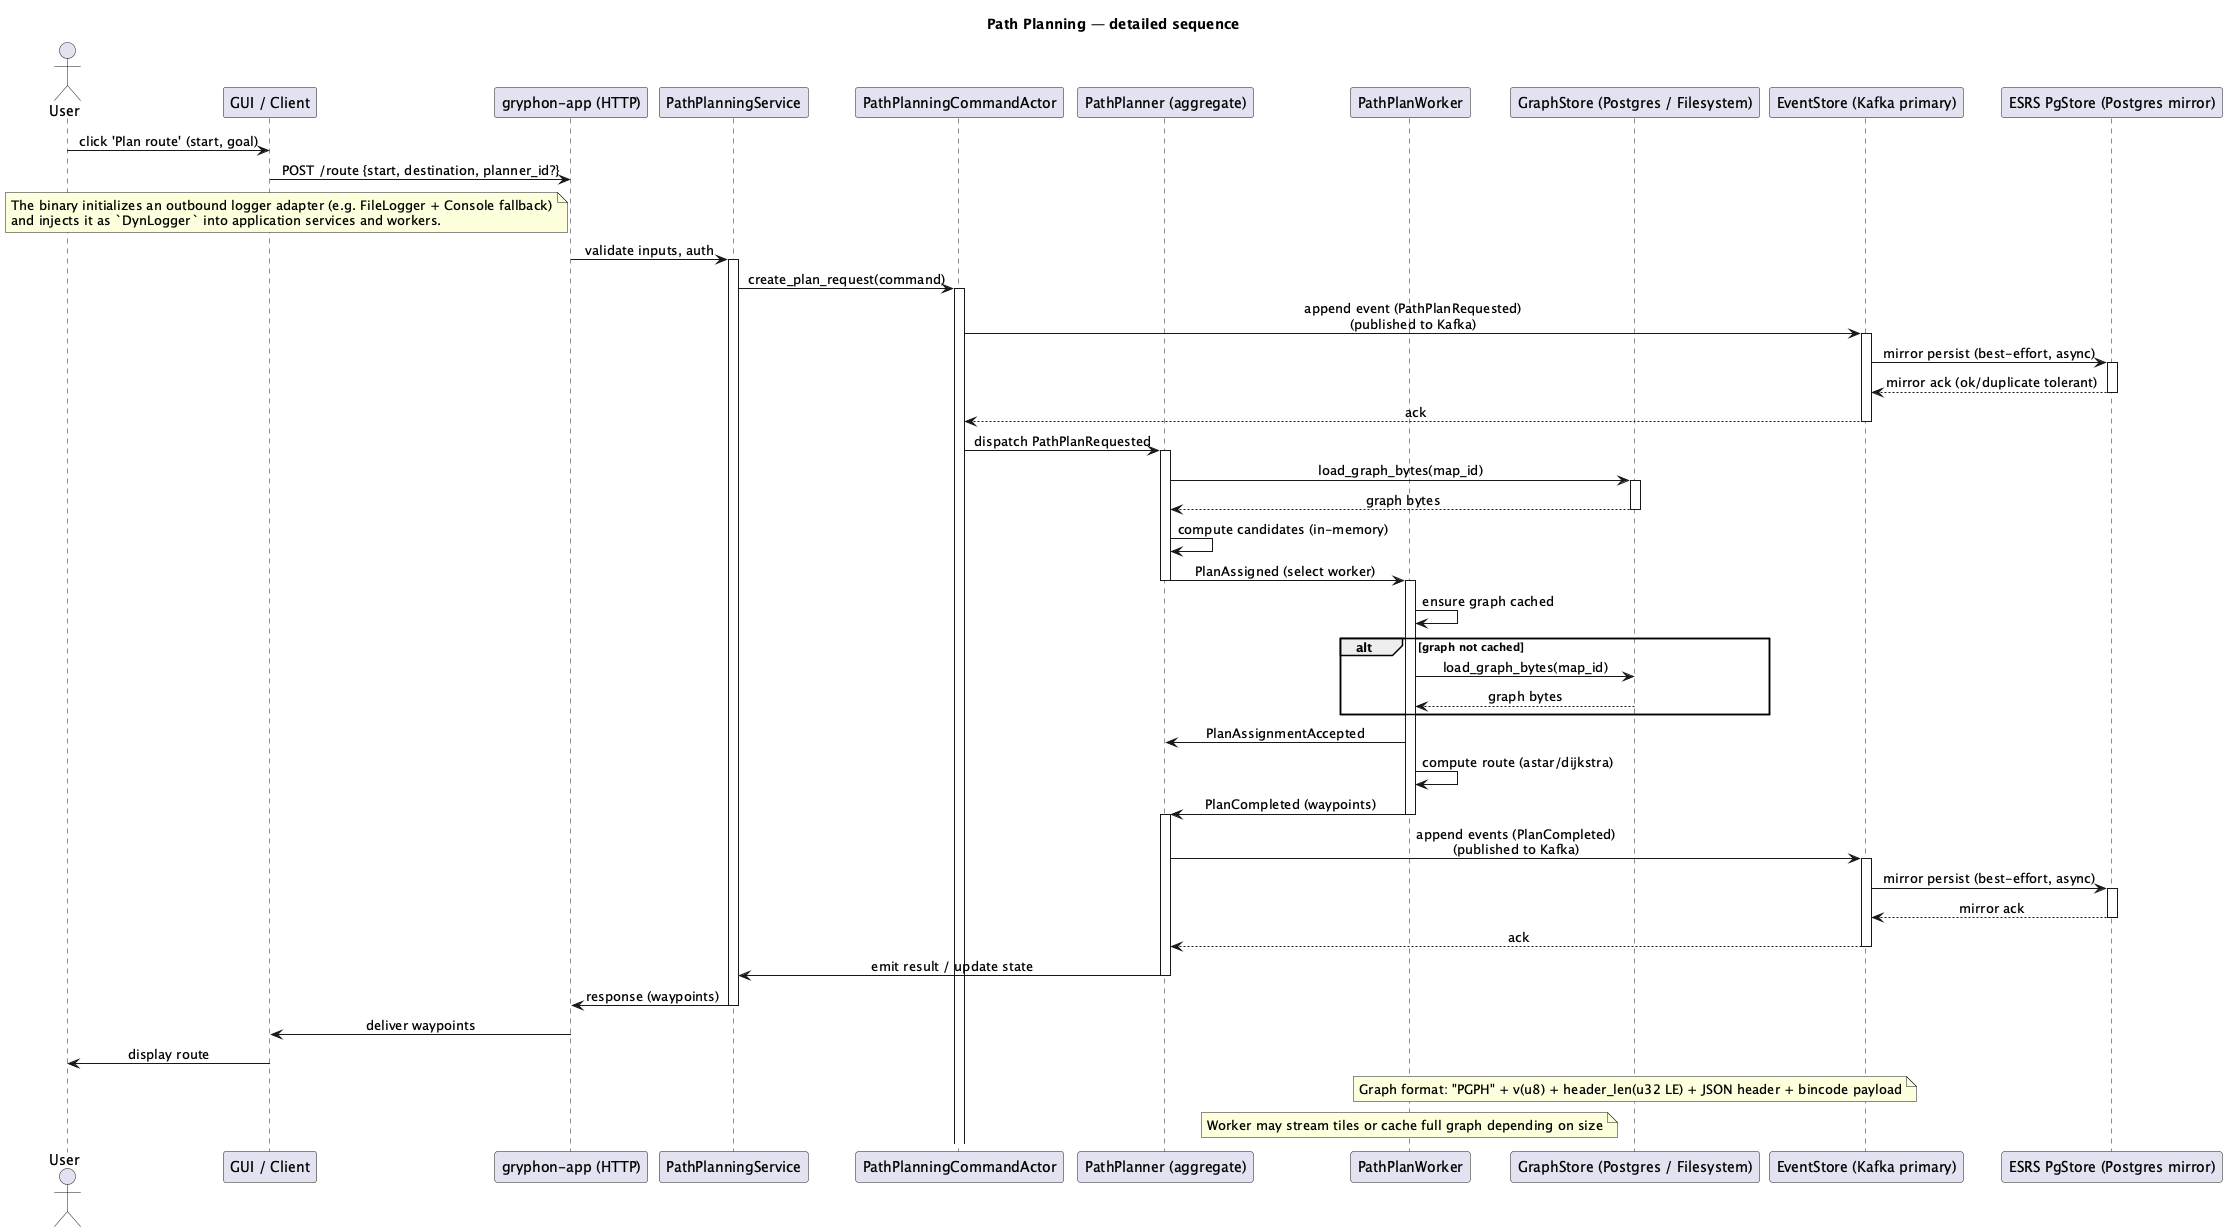 Path Planning — detailed sequence
User
GUI / Client
gryphon-app (HTTP)
PathPlanningService
PathPlanningCommandActor
PathPlanner (aggregate)
PathPlanWorker
GraphStore (Postgres / Filesystem)
EventStore (Kafka primary)
ESRS PgStore (Postgres mirror)
click 'Plan route' (start, goal)
POST /route {start, destination, planner_id?}
The binary initializes an outbound logger adapter (e.g. FileLogger + Console fallback)
and injects it as `DynLogger` into application services and workers.
validate inputs, auth
create_plan_request(command)
append event (PathPlanRequested)
(published to Kafka)
mirror persist (best-effort, async)
mirror ack (ok/duplicate tolerant)
ack
dispatch PathPlanRequested
load_graph_bytes(map_id)
graph bytes
compute candidates (in-memory)
PlanAssigned (select worker)
ensure graph cached
alt
[graph not cached]
load_graph_bytes(map_id)
graph bytes
PlanAssignmentAccepted
compute route (astar/dijkstra)
PlanCompleted (waypoints)
append events (PlanCompleted)
(published to Kafka)
mirror persist (best-effort, async)
mirror ack
ack
emit result / update state
response (waypoints)
deliver waypoints
display route
Graph format: "PGPH" + v(u8) + header_len(u32 LE) + JSON header + bincode payload
Worker may stream tiles or cache full graph depending on size
User
GUI / Client
gryphon-app (HTTP)
PathPlanningService
PathPlanningCommandActor
PathPlanner (aggregate)
PathPlanWorker
GraphStore (Postgres / Filesystem)
EventStore (Kafka primary)
ESRS PgStore (Postgres mirror)